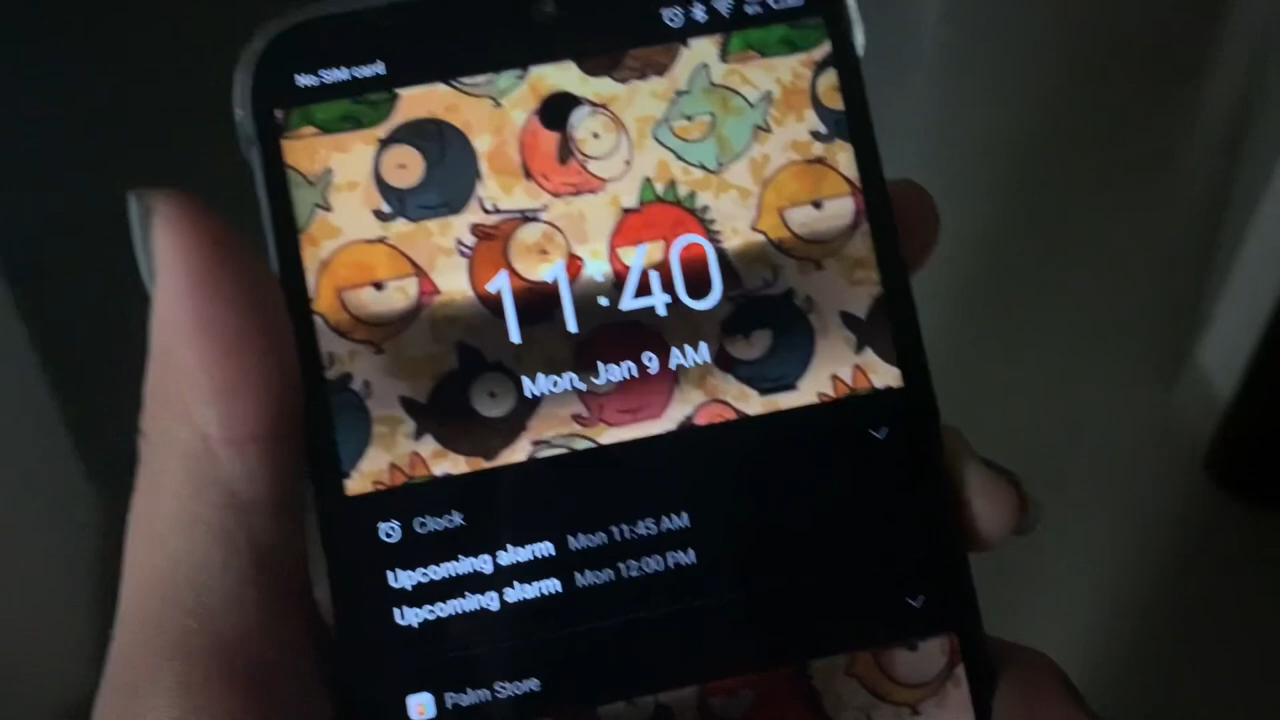 No SIM card
11:40
Mon, Jan 9 AM
Clock
Upcoming alarm Mon 11:45 AM
Upcoming alarm Mon 12:00 PM
Palm Store